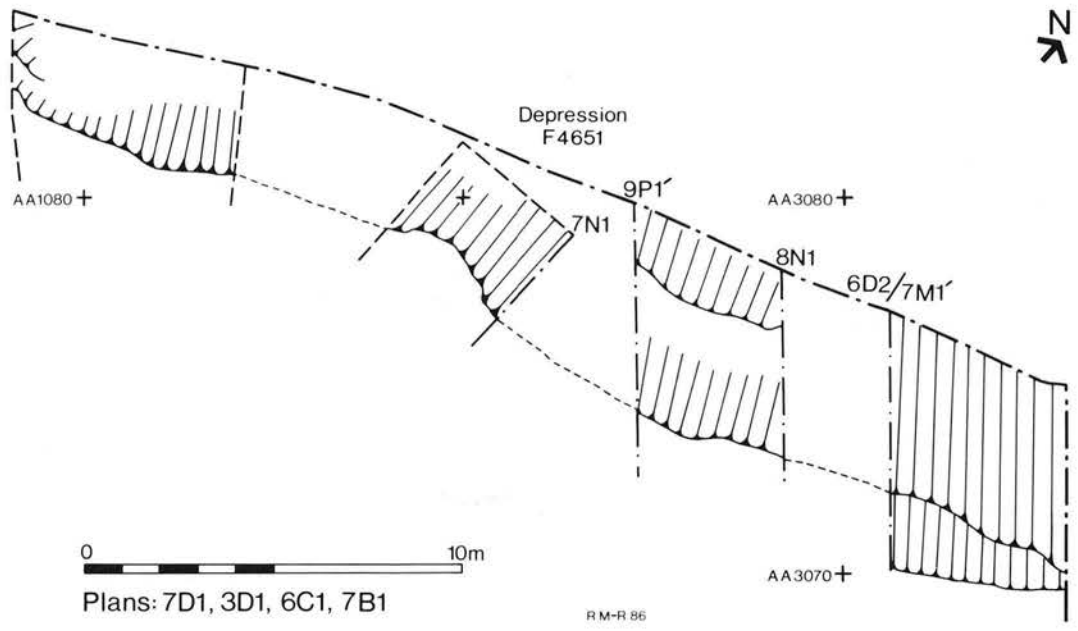 N
Depression
F4651
9P1′
AA1080
AA3080
7N1
8N1
6D2/7M1′
0 10m
AA3070
Plans: 7D1, 3D1, 6C1, 7B1
RM-R 86